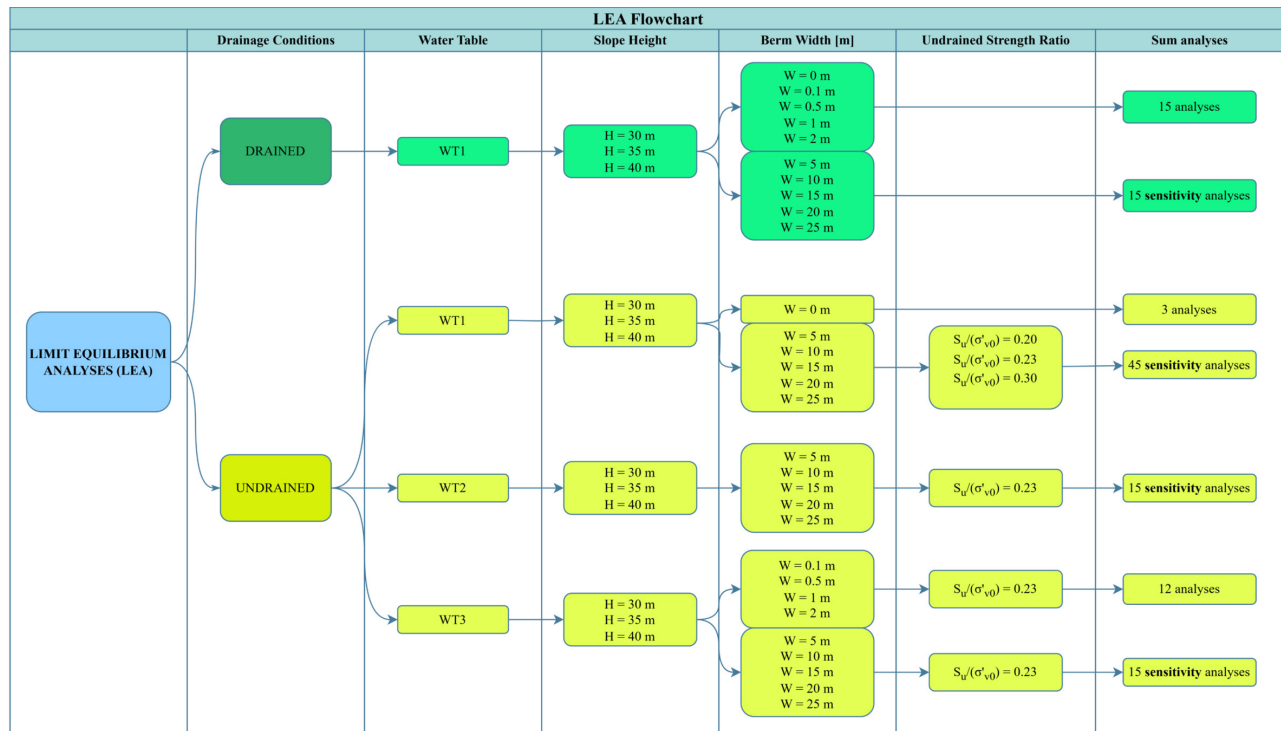 LEA Flowchart
Drainage Conditions
Water Table
Slope Height
Berm Width [m]
Undrained Strength Ratio
Sum analyses
LIMIT EQUILIBRIUM
ANALYSES (LEA)
DRAINED
WT1
H = 30 m
H = 35 m
H = 40 m
W = 0 m
W = 0.1 m
W = 0.5 m
W = 1 m
W = 2 m
15 analyses
W = 5 m
W = 10 m
W = 15 m
W = 20 m
W = 25 m
15 sensitivity analyses
UNDRAINED
WT1
H = 30 m
H = 35 m
H = 40 m
W = 0 m
3 analyses
W = 5 m
W = 10 m
W = 15 m
W = 20 m
W = 25 m
Su/(σ'v0) = 0.20
Su/(σ'v0) = 0.23
Su/(σ'v0) = 0.30
45 sensitivity analyses
WT2
H = 30 m
H = 35 m
H = 40 m
W = 5 m
W = 10 m
W = 15 m
W = 20 m
W = 25 m
Su/(σ'v0) = 0.23
15 sensitivity analyses
WT3
H = 30 m
H = 35 m
H = 40 m
W = 0.1 m
W = 0.5 m
W = 1 m
W = 2 m
Su/(σ'v0) = 0.23
12 analyses
W = 5 m
W = 10 m
W = 15 m
W = 20 m
W = 25 m
Su/(σ'v0) = 0.23
15 sensitivity analyses